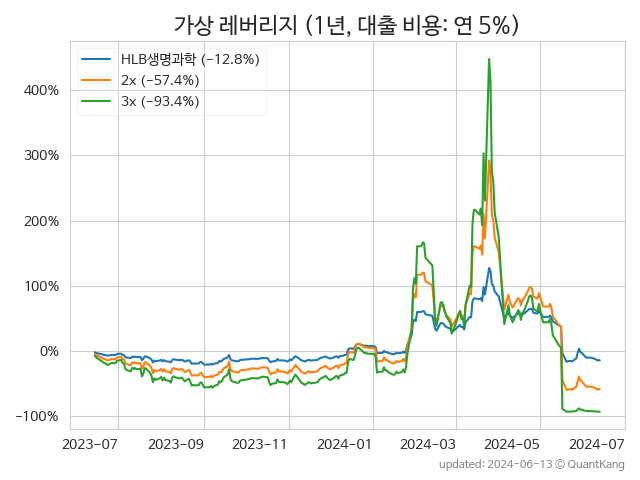 가상 레버리지 (1년, 대출 비용: 연 5%)
HLB생명과학 (−12.8%)
2x (−57.4%)
3x (−93.4%)
400%
300%
200%
100%
0%
−100%
2023−07 2023−09 2023−11 2024−01 2024−03 2024−05 2024−07
updated: 2024−06−13 ⓒ QuantKang